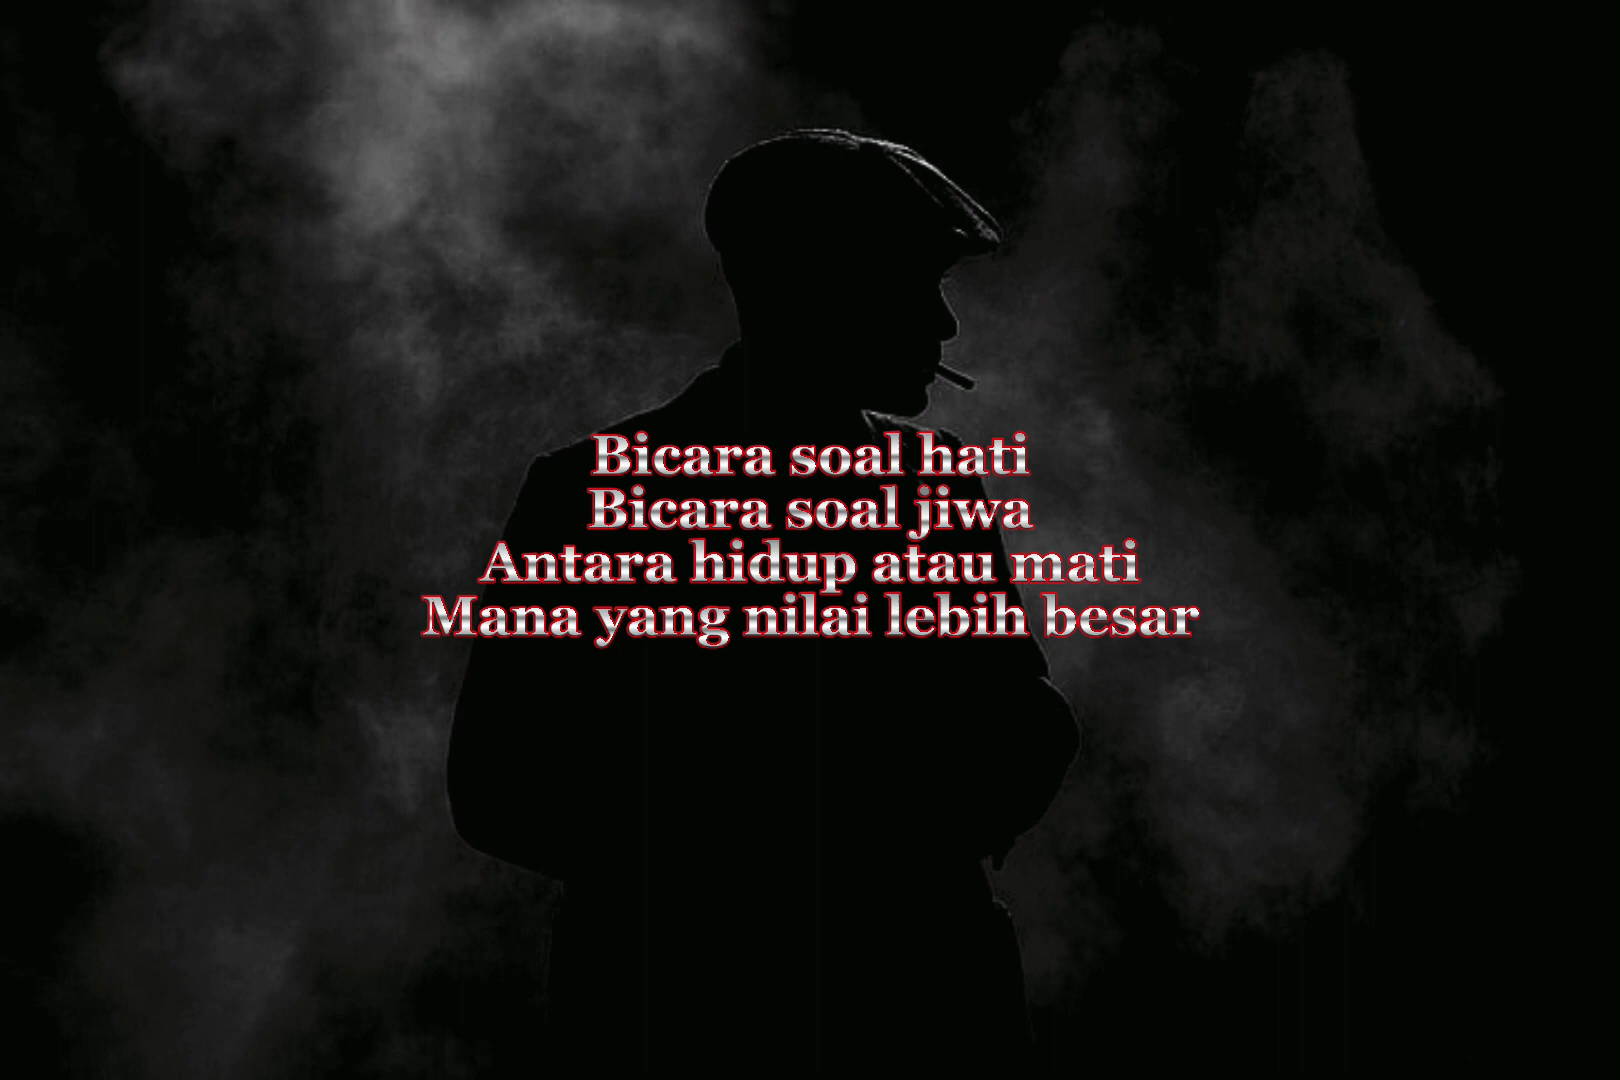 Bicara soal hati
Bicara soal jiwa
Antara hidup atau mati
Mana yang nilai lebih besar